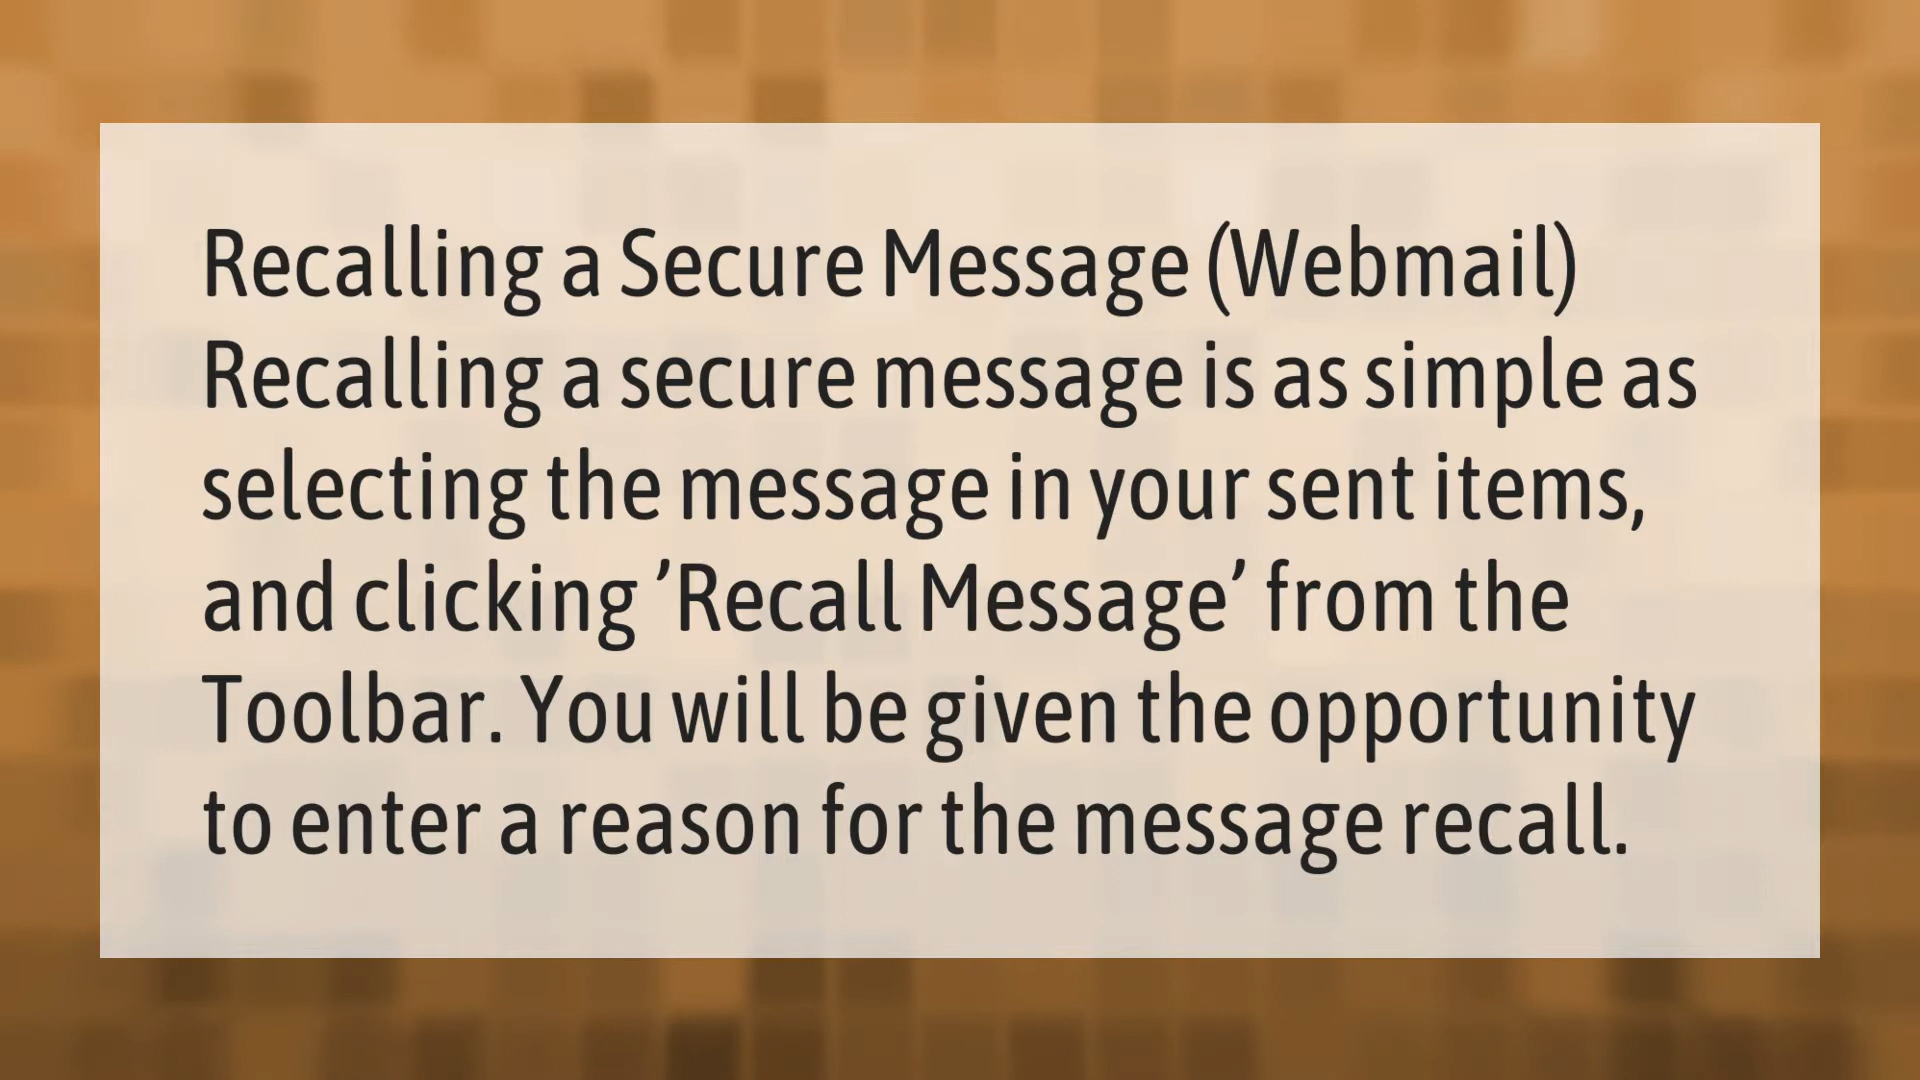 Recalling a Secure Message (Webmail)
Recalling a secure message is as simple as
selecting the message in your sent items,
and clicking ’Recall Message’ from the
Toolbar. You will be given the opportunity
to enter a reason for the message recall.